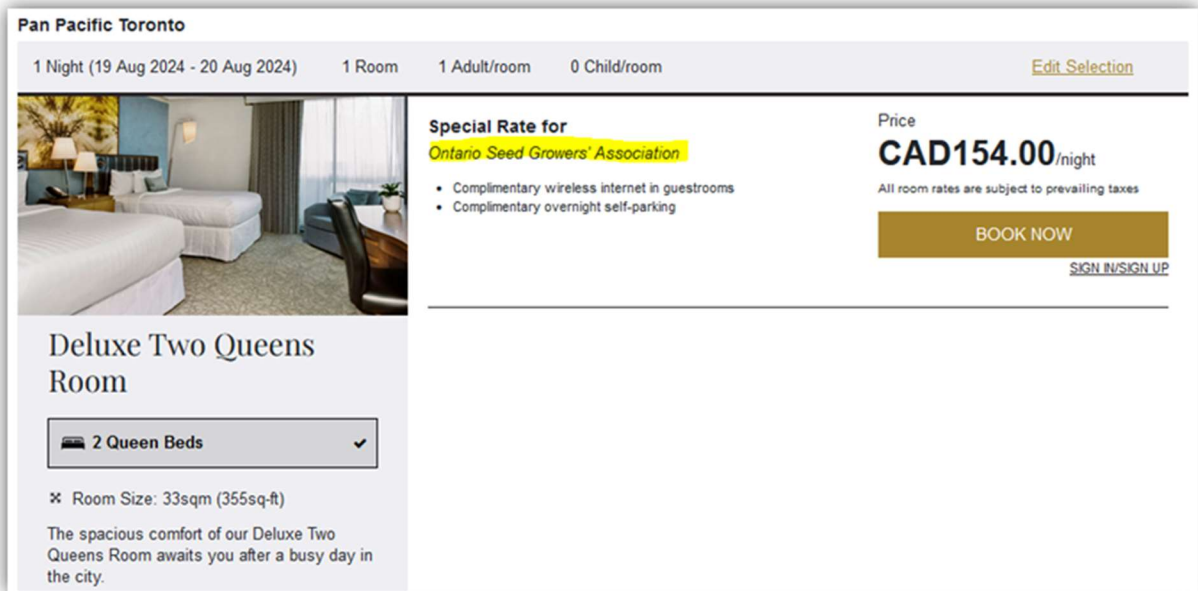 Pan Pacific Toronto
1 Night (19 Aug 2024 - 20 Aug 2024) 1 Room 1 Adult/room 0 Child/room Edit Selection
Special Rate for
Ontario Seed Growers' Association
• Complimentary wireless internet in guestrooms
• Complimentary overnight self-parking
Price
CAD154.00/night
All room rates are subject to prevailing taxes
BOOK NOW
SIGN IN/SIGN UP
Deluxe Two Queens
Room
2 Queen Beds
Room Size: 33sqm (355sq-ft)
The spacious comfort of our Deluxe Two
Queens Room awaits you after a busy day in
the city.